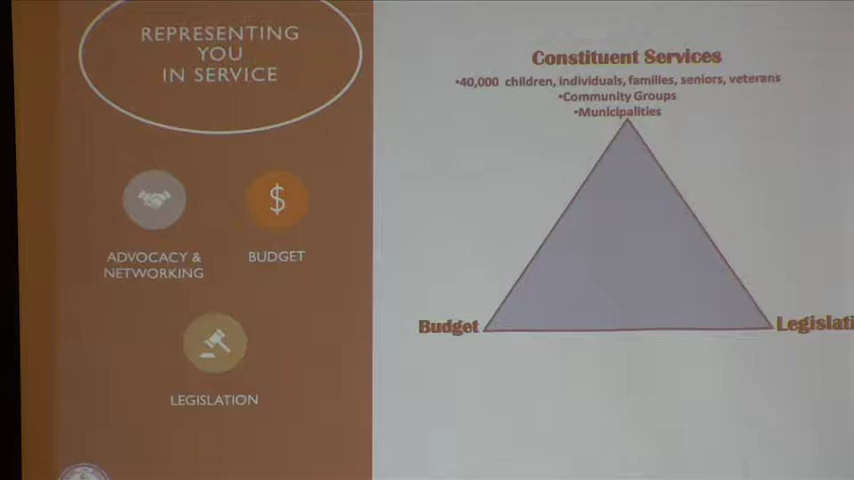 REPRESENTING
YOU
IN SERVICE
ADVOCACY &
NETWORKING
BUDGET
LEGISLATION
Constituent Services
•40,000 children, individuals, families, seniors, veterans
•Community Groups
•Municipalities
Budget
Legislati